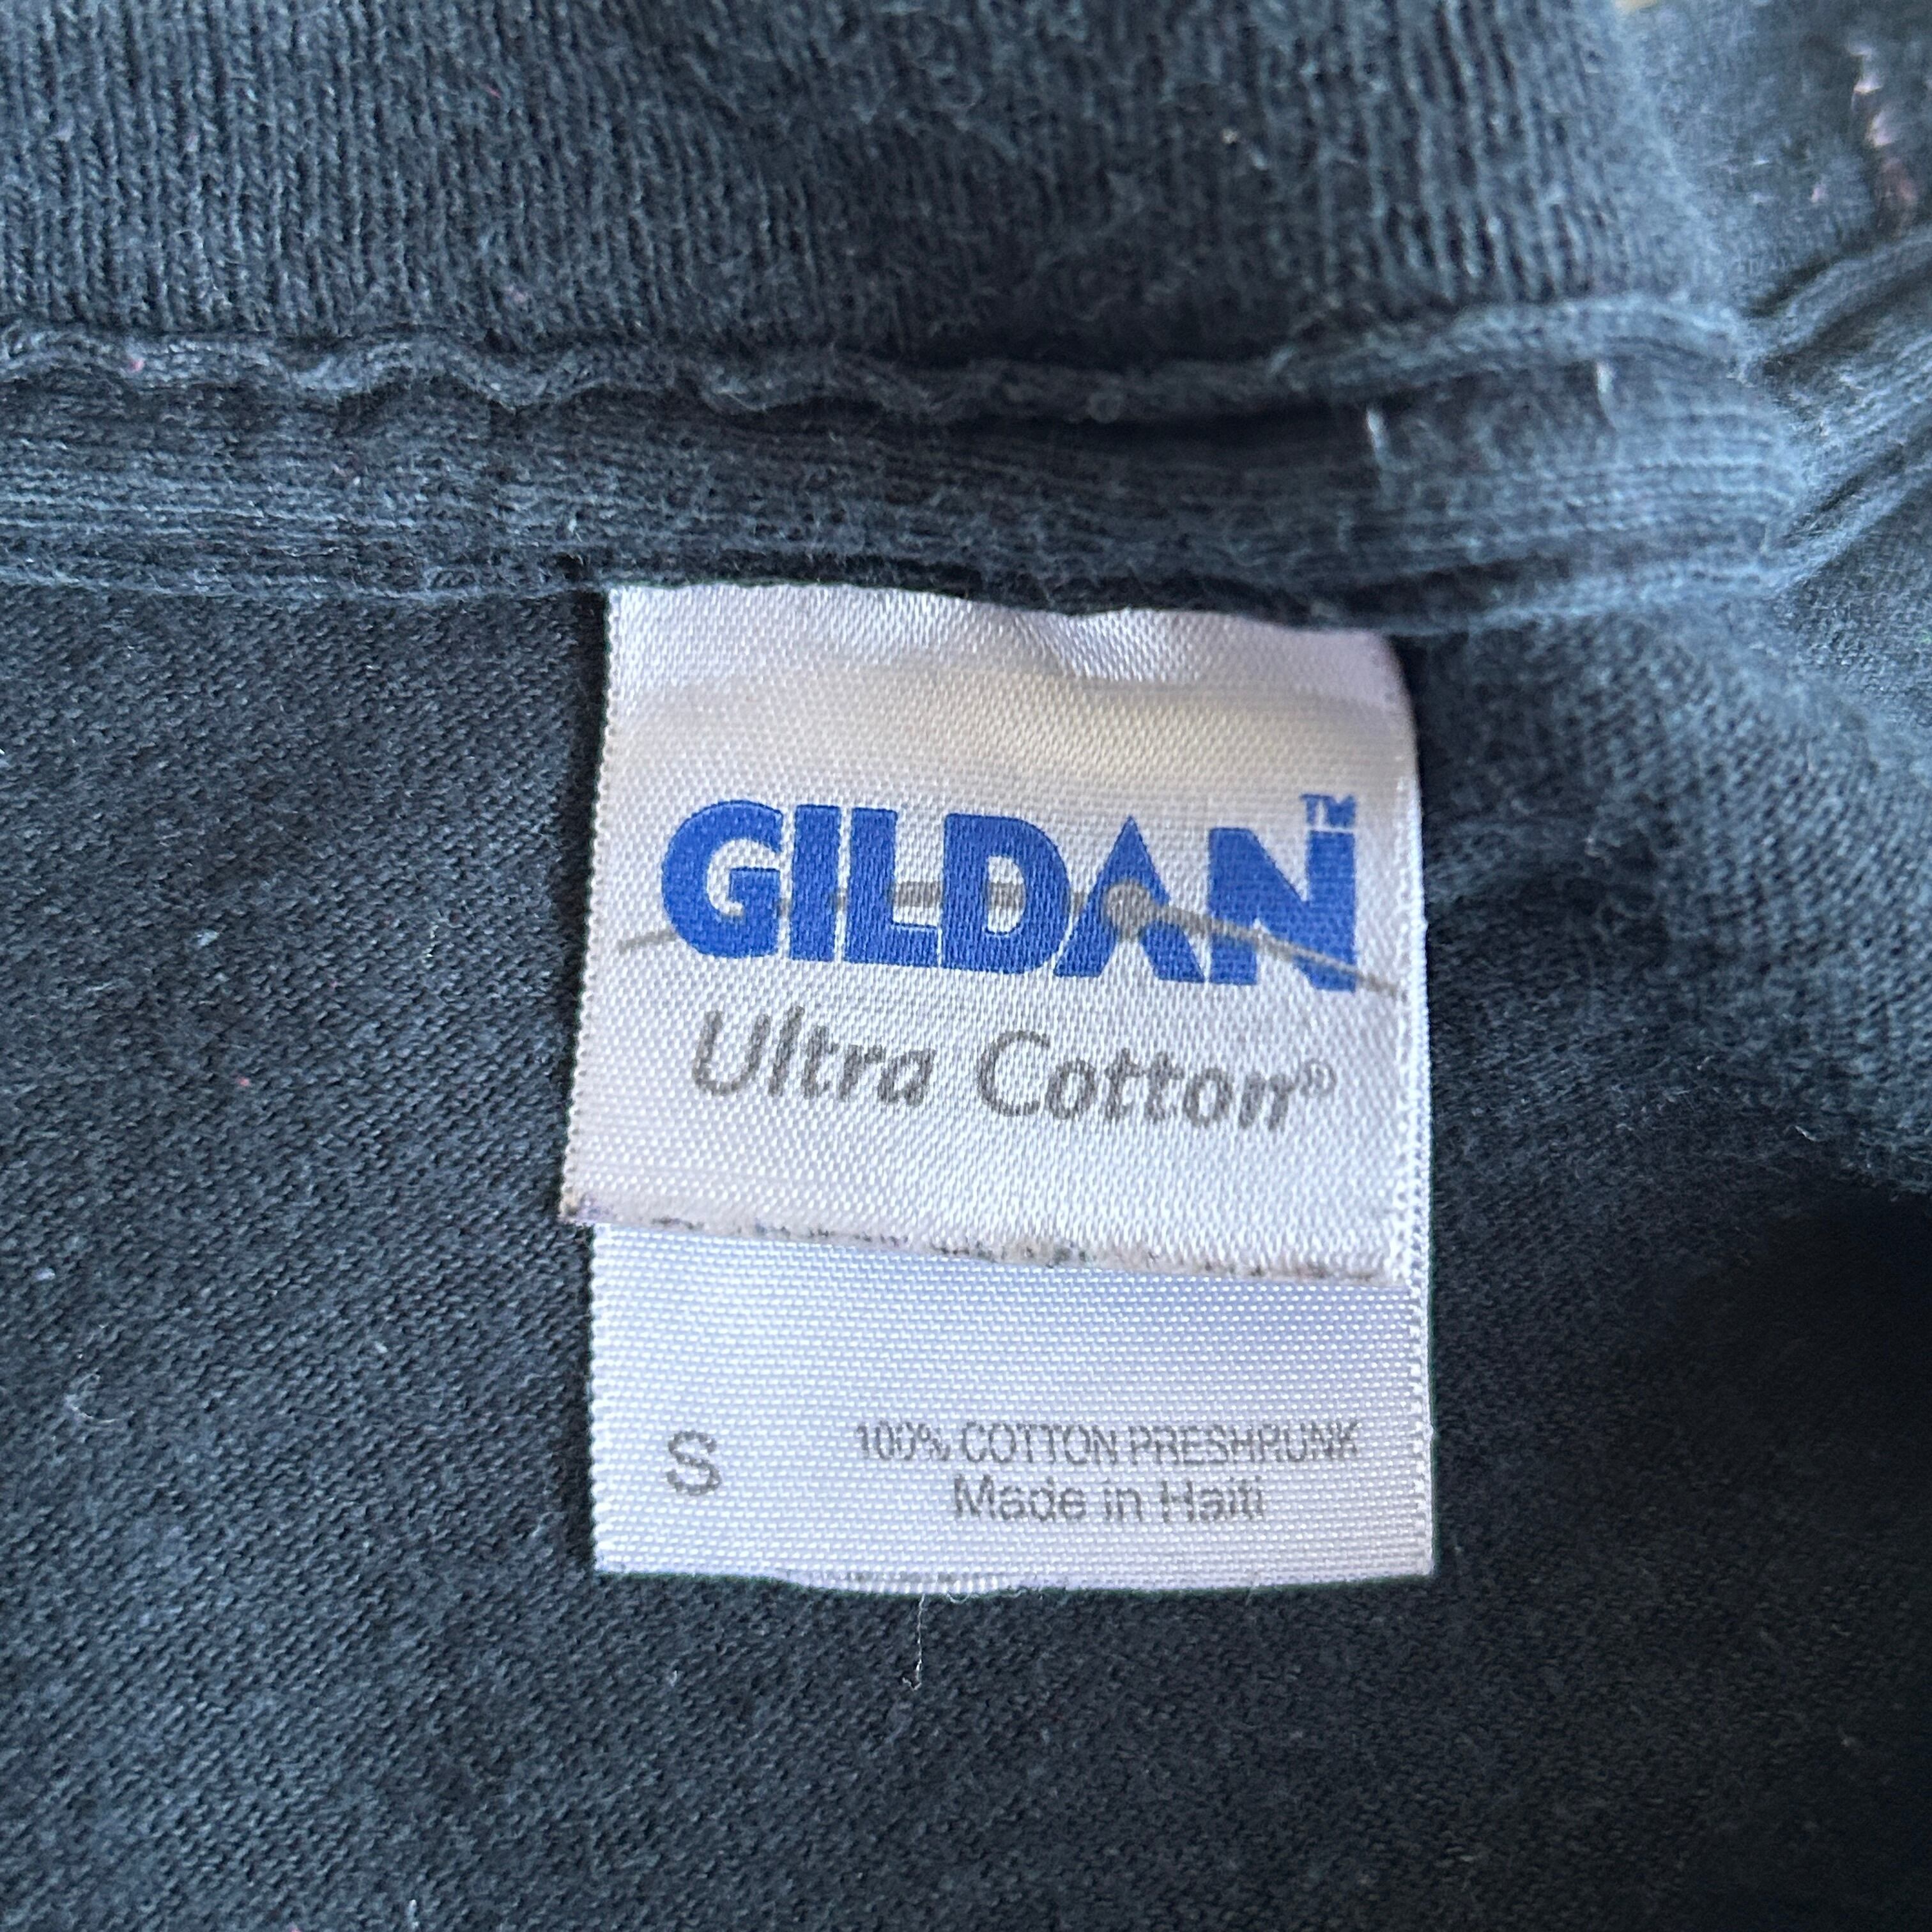 GILDAN™
Ultra Cotton®
S 100% COTTON PRESHRUNK
Made in Haiti